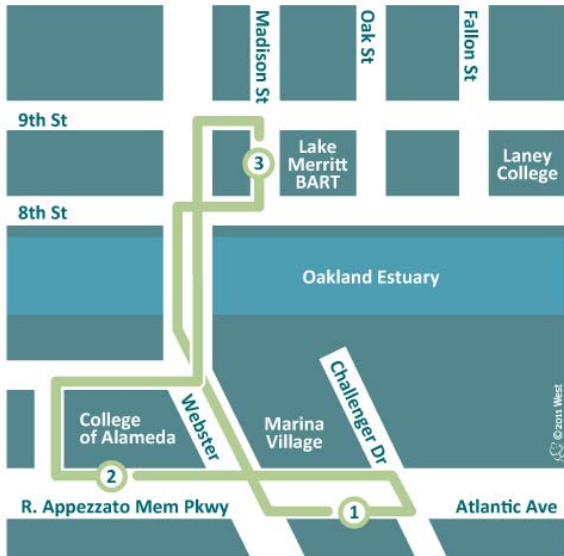 Madison St
Oak St
Fallon St
9th St
3
Lake
Merritt
BART
Laney
College
8th St
Oakland Estuary
Challenger Dr
© 2011 West
College
of Alameda
Webster
Marina
Village
2
R. Appezzato Mem Pkwy
1
Atlantic Ave